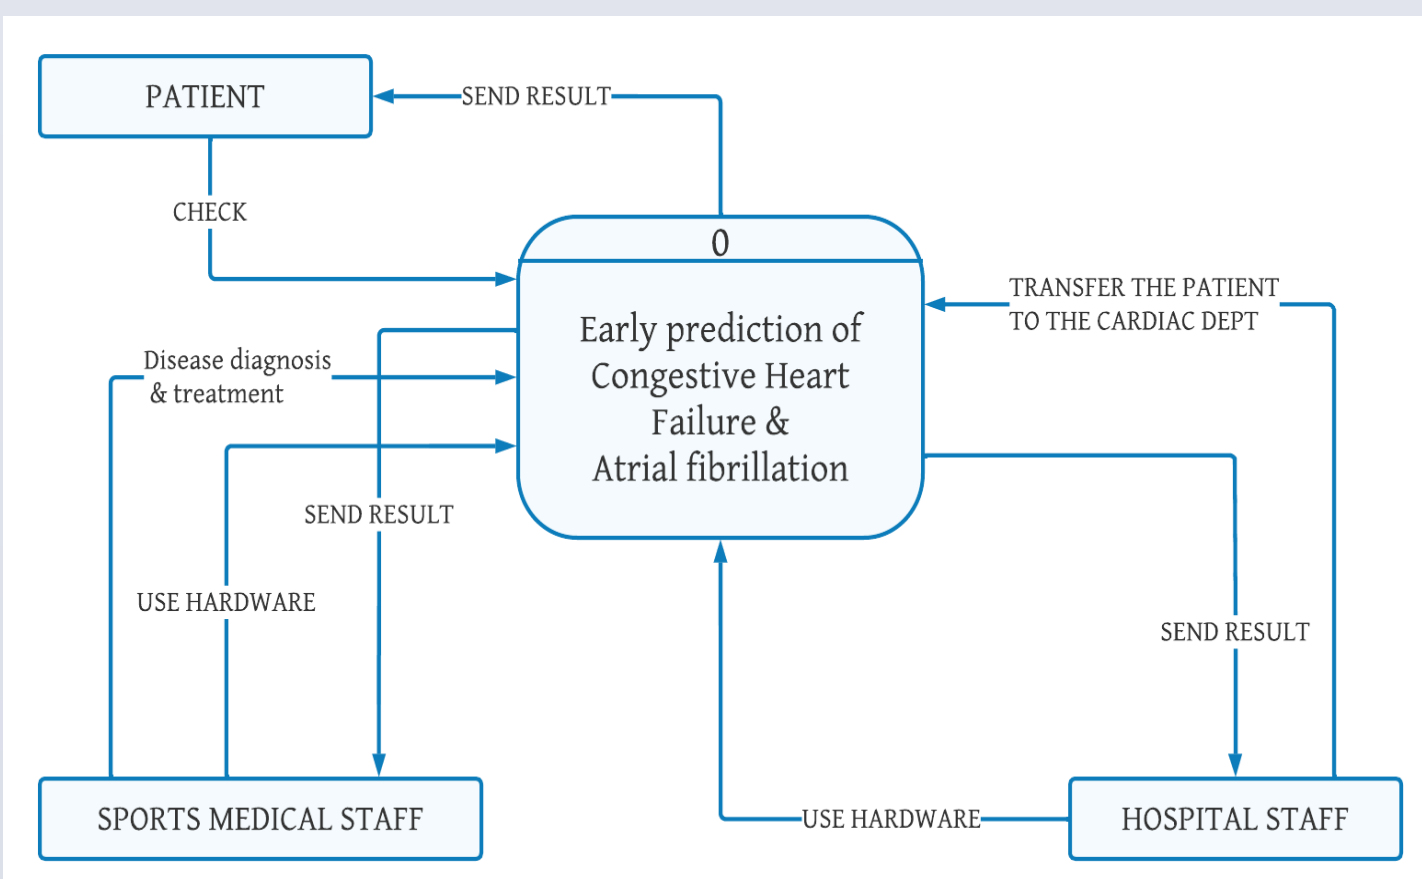 PATIENT
SEND RESULT
CHECK
0
Early prediction of
Congestive Heart
Failure &
Atrial fibrillation
TRANSFER THE PATIENT
TO THE CARDIAC DEPT
Disease diagnosis
& treatment
SEND RESULT
USE HARDWARE
SEND RESULT
SPORTS MEDICAL STAFF
USE HARDWARE
HOSPITAL STAFF